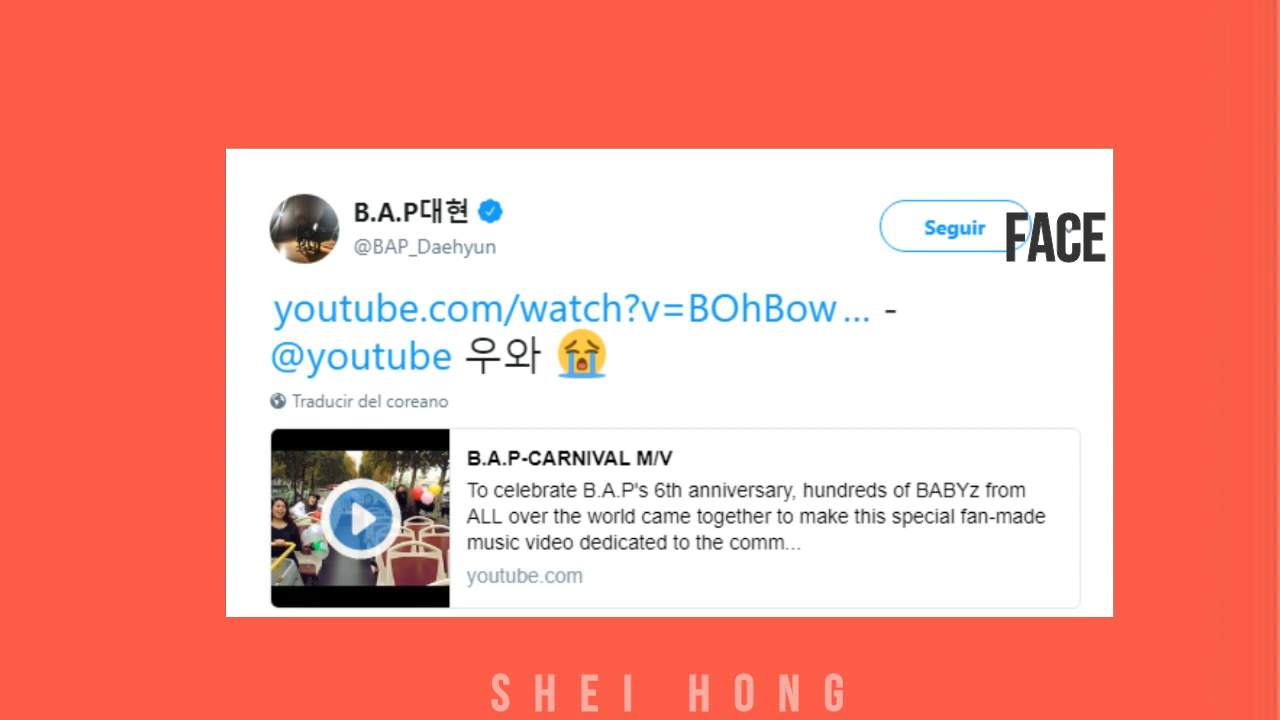 B.A.P대현
@BAP_Daehyun
Seguir
FACE
youtube.com/watch?v=BOhBow... -
@youtube 우와 😭
Traducir del coreano
B.A.P-CARNIVAL M/V
To celebrate B.A.P's 6th anniversary, hundreds of BABYz from
ALL over the world came together to make this special fan-made
music video dedicated to the comm...
youtube.com
SHEI HONG